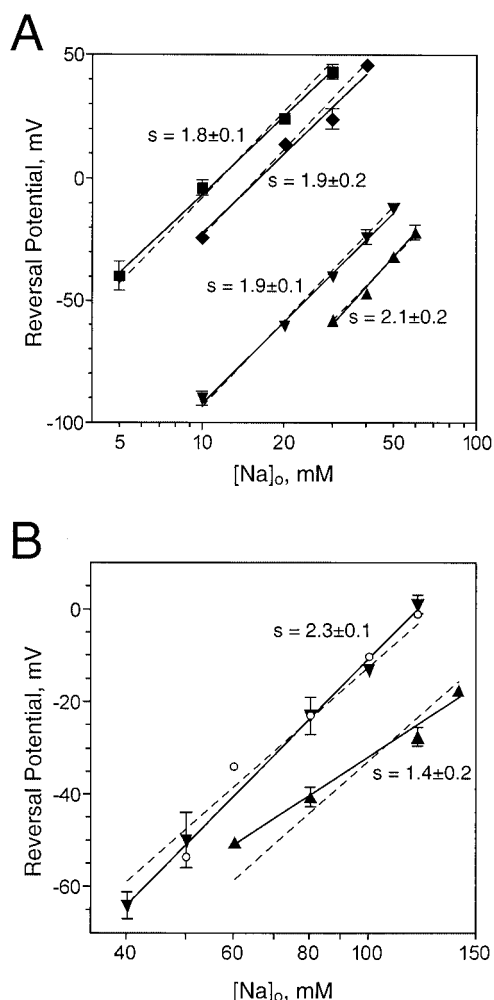 A
50
0
-50
-100
Reversal Potential, mV
s = 1.8±0.1
s = 1.9±0.2
s = 1.9±0.1
s = 2.1±0.2
5
10
20
50
100
[Na]o, mM
B
0
-20
-40
-60
Reversal Potential, mV
s = 2.3±0.1
s = 1.4±0.2
40
60
80
100
150
[Na]o, mM